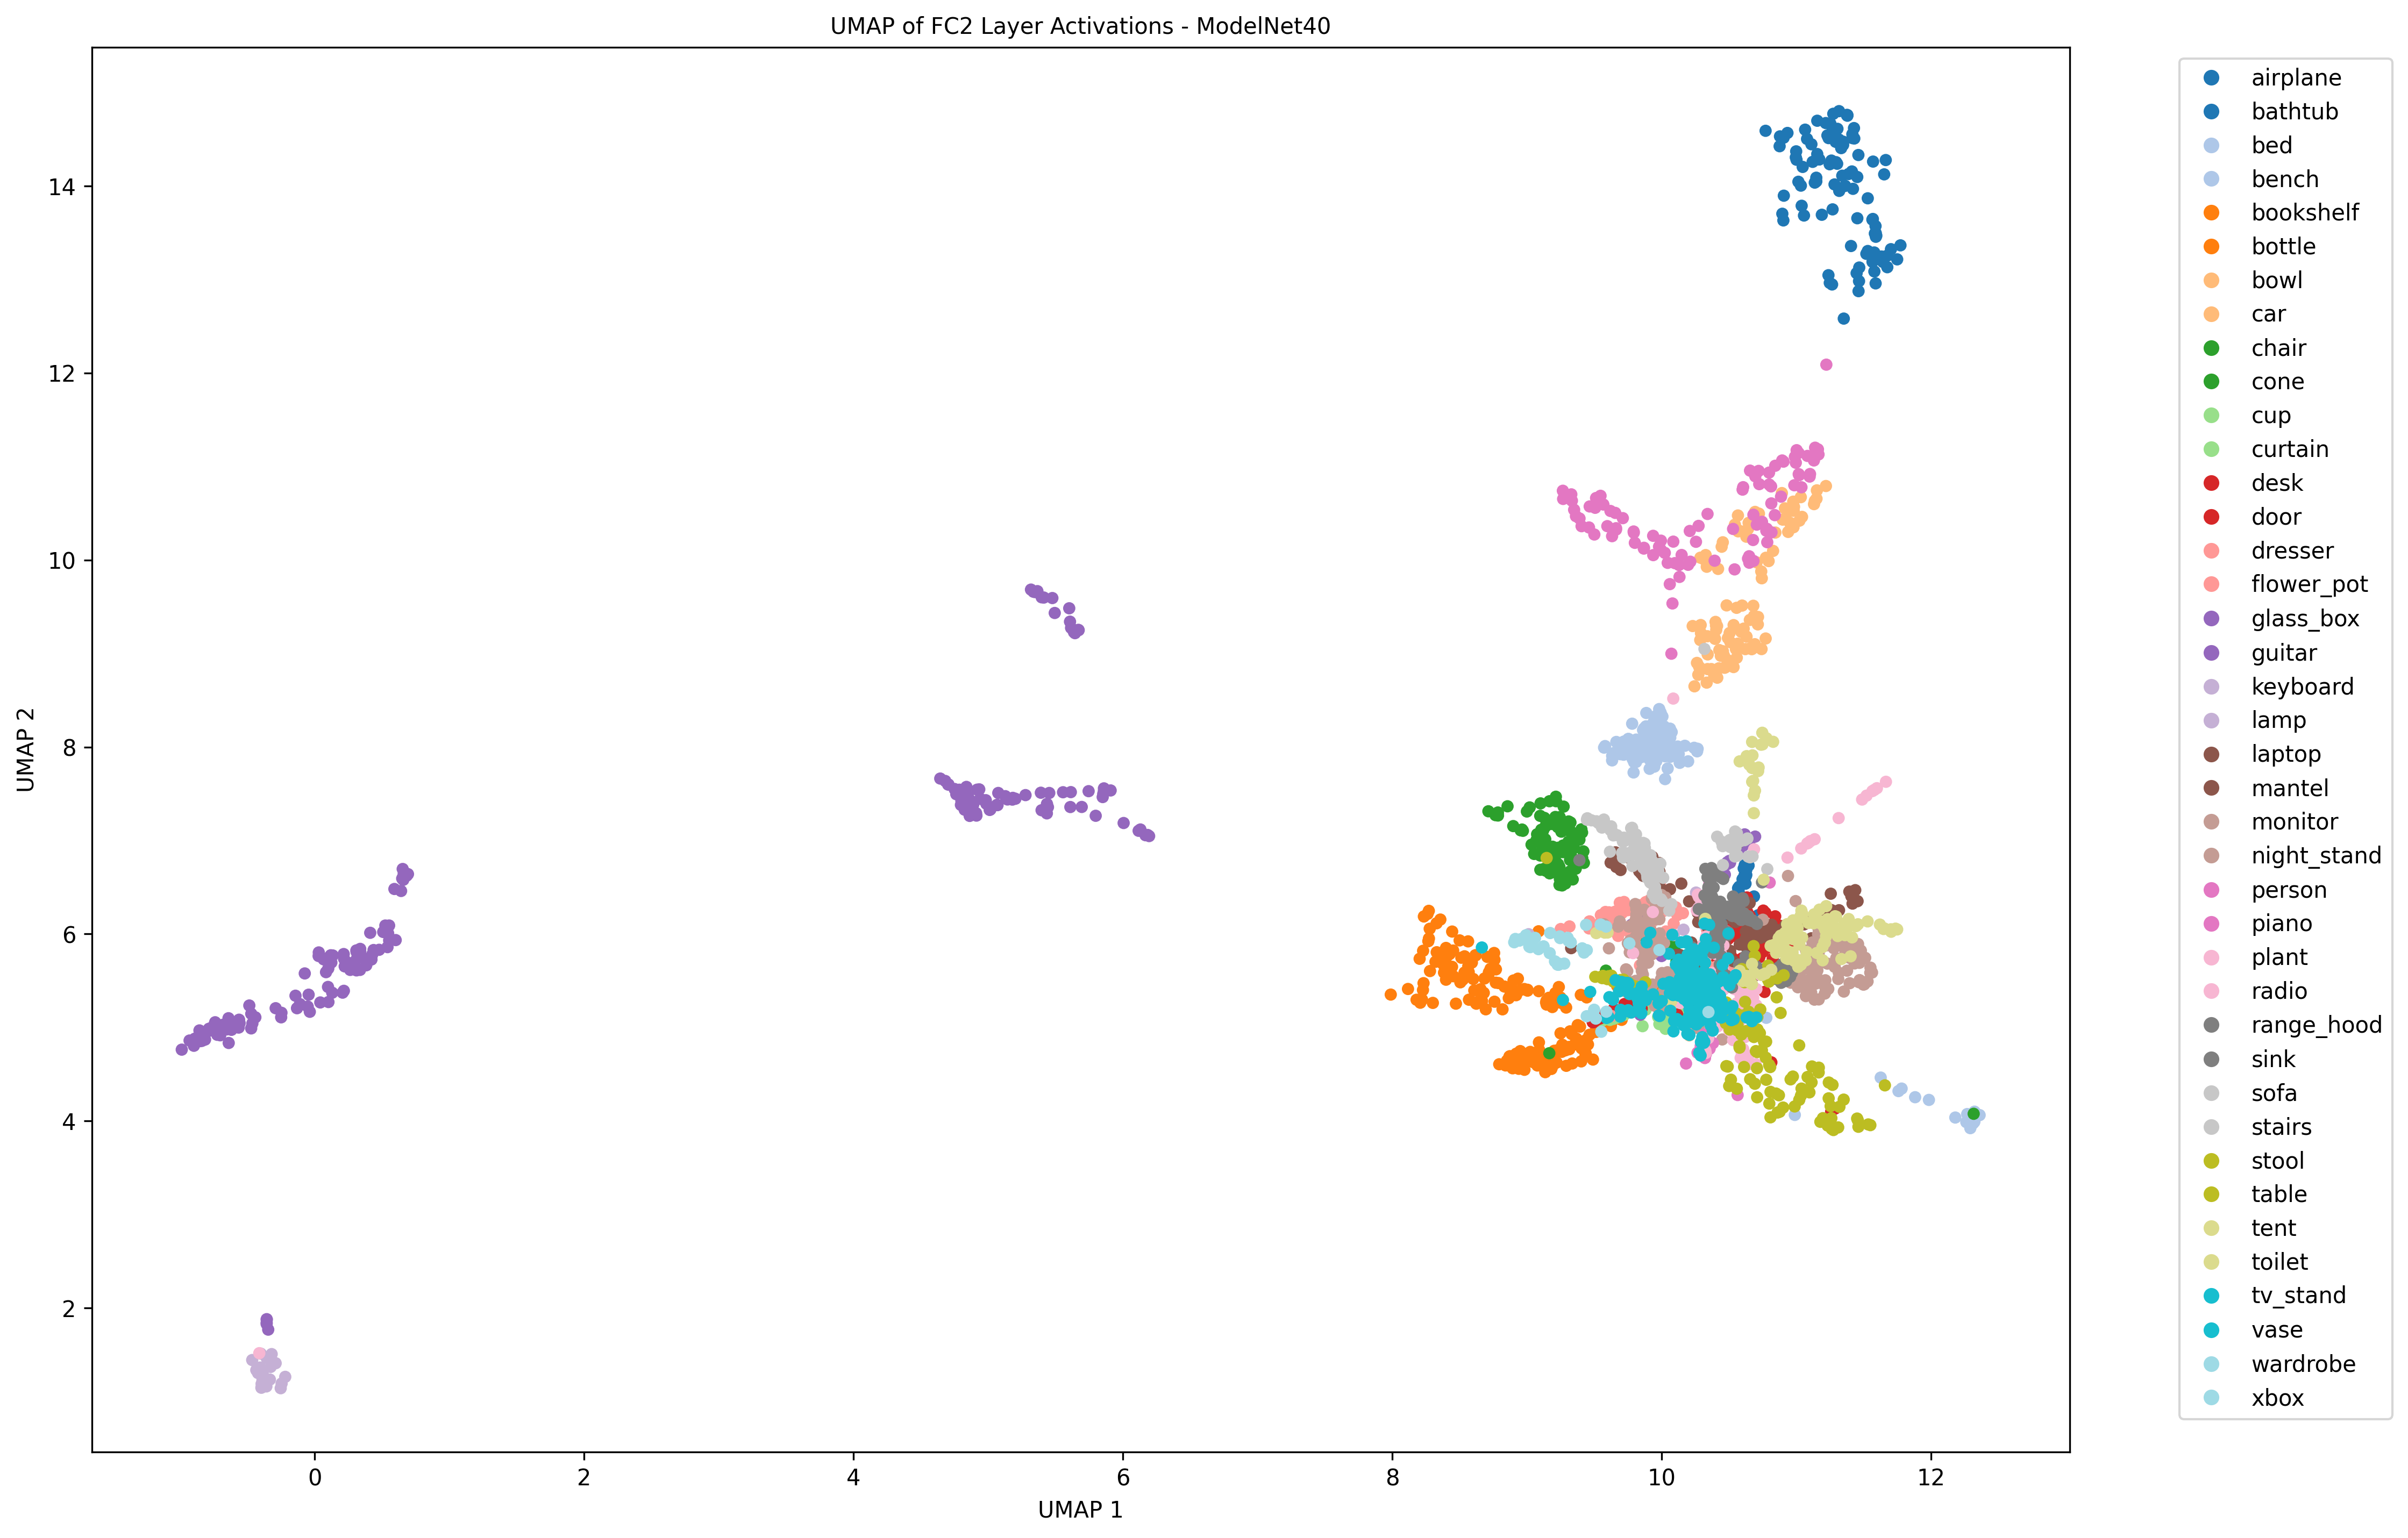 UMAP of FC2 Layer Activations - ModelNet40
14
12
10
8
6
4
2
UMAP 2
0
2
4
6
8
10
12
UMAP 1
airplane
bathtub
bed
bench
bookshelf
bottle
bowl
car
chair
cone
cup
curtain
desk
door
dresser
flower_pot
glass_box
guitar
keyboard
lamp
laptop
mantel
monitor
night_stand
person
piano
plant
radio
range_hood
sink
sofa
stairs
stool
table
tent
toilet
tv_stand
vase
wardrobe
xbox